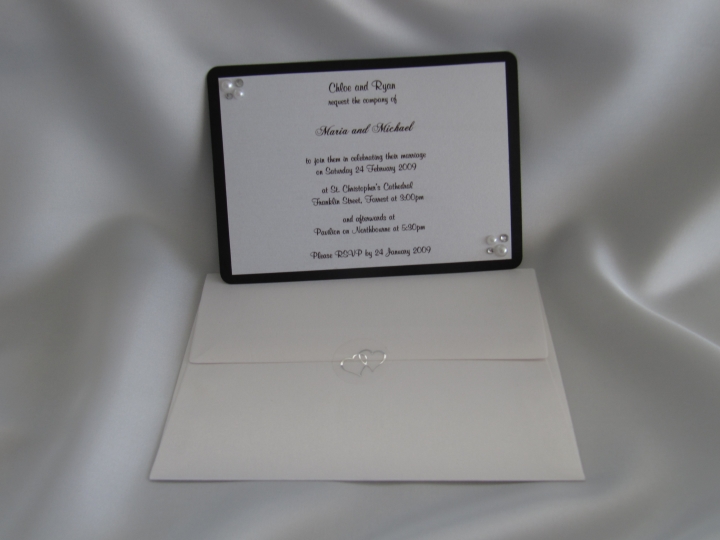 Chloe and Ryan
request the company of
Maria and Michael
to join them in celebrating their marriage
on Saturday 24 February 2009
at St. Christopher's Cathedral
Franklin Street, Forrest at 3:00pm
and afterwards at
Pavilion on Northbourne at 5:30pm
Please RSVP by 24 January 2009